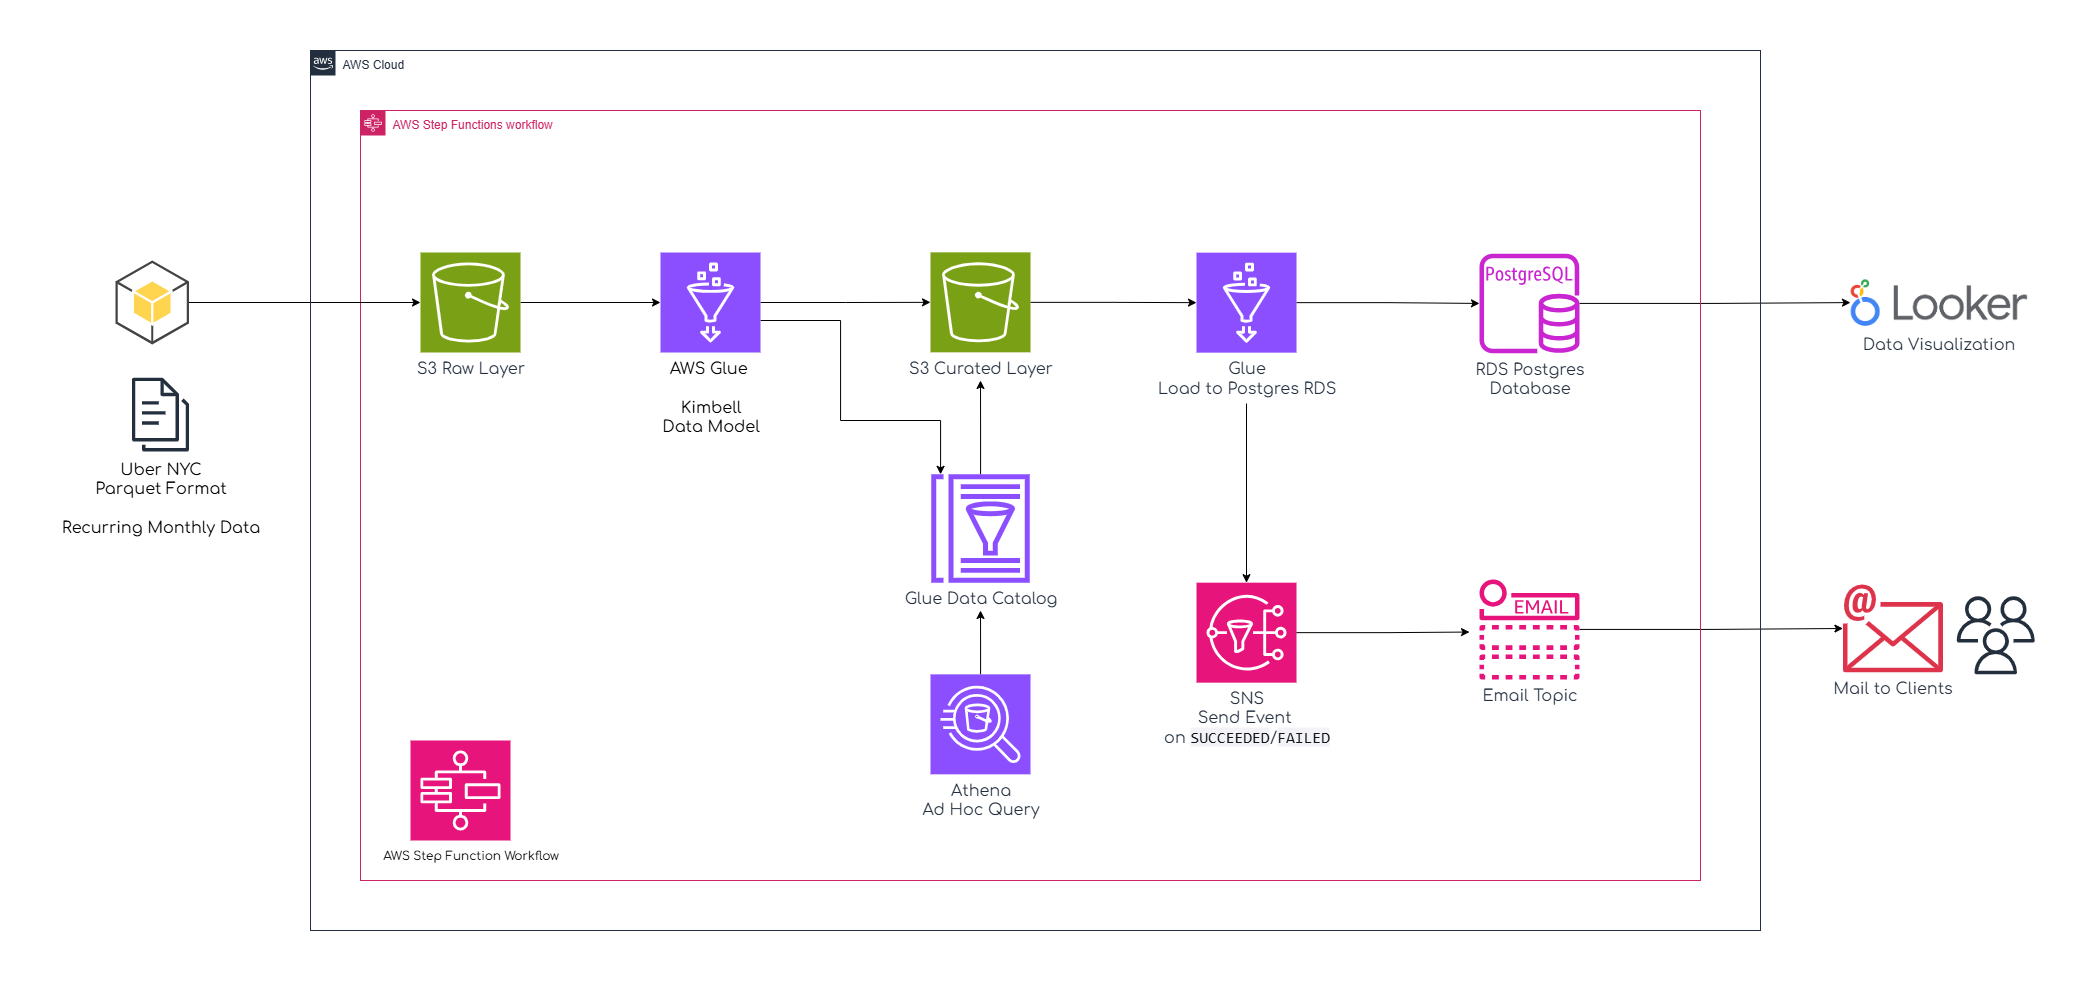 aws
AWS Cloud
AWS Step Functions workflow
S3 Raw Layer
AWS Glue
Kimbell
Data Model
S3 Curated Layer
Glue
Load to Postgres RDS
PostgreSQL
RDS Postgres
Database
Looker
Data Visualization
Uber NYC
Parquet Format
Recurring Monthly Data
Glue Data Catalog
Athena
Ad Hoc Query
SNS
Send Event
on SUCCEEDED/FAILED
EMAIL
Email Topic
@
Mail to Clients
AWS Step Function Workflow